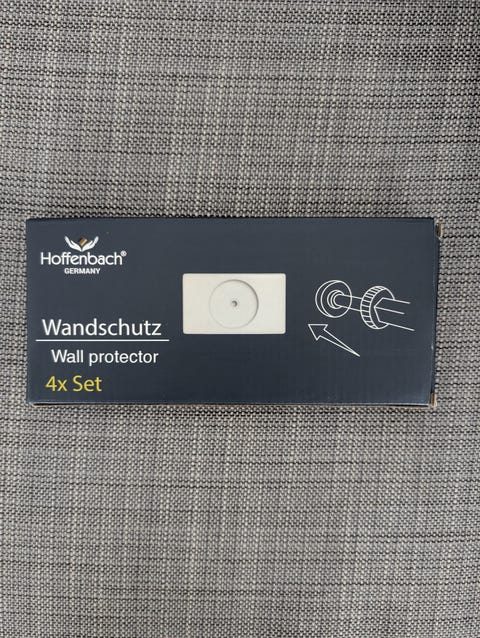 Hoffenbach®
GERMANY
Wandschutz
Wall protector
4x Set